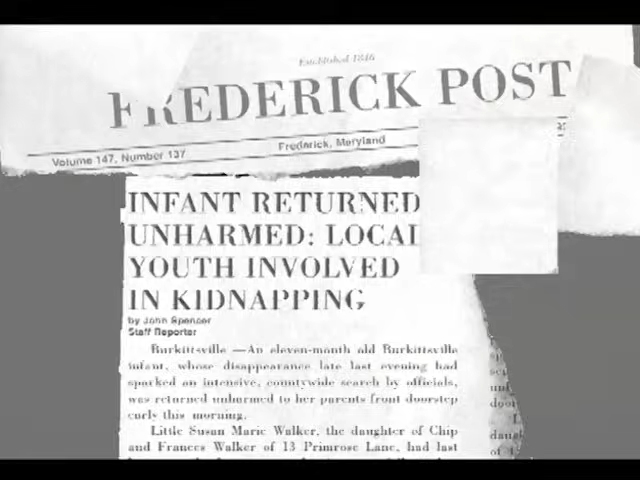 Established 1846
FREDERICK POST
Volume 147, Number 137
Frederick, Maryland
INFANT RETURNED
UNHARMED: LOCAL
YOUTH INVOLVED
IN KIDNAPPING
by John Spencer
Staff Reporter
Burkittsville —An eleven-month old Burkittsville
infant, whose disappearance late last evening had
sparked an intensive, countywide search by officials,
was returned unharmed to her parents front doorstep
early this morning.
Little Susan Marie Walker, the daughter of Chip
and Frances Walker of 13 Primrose Lane, had last